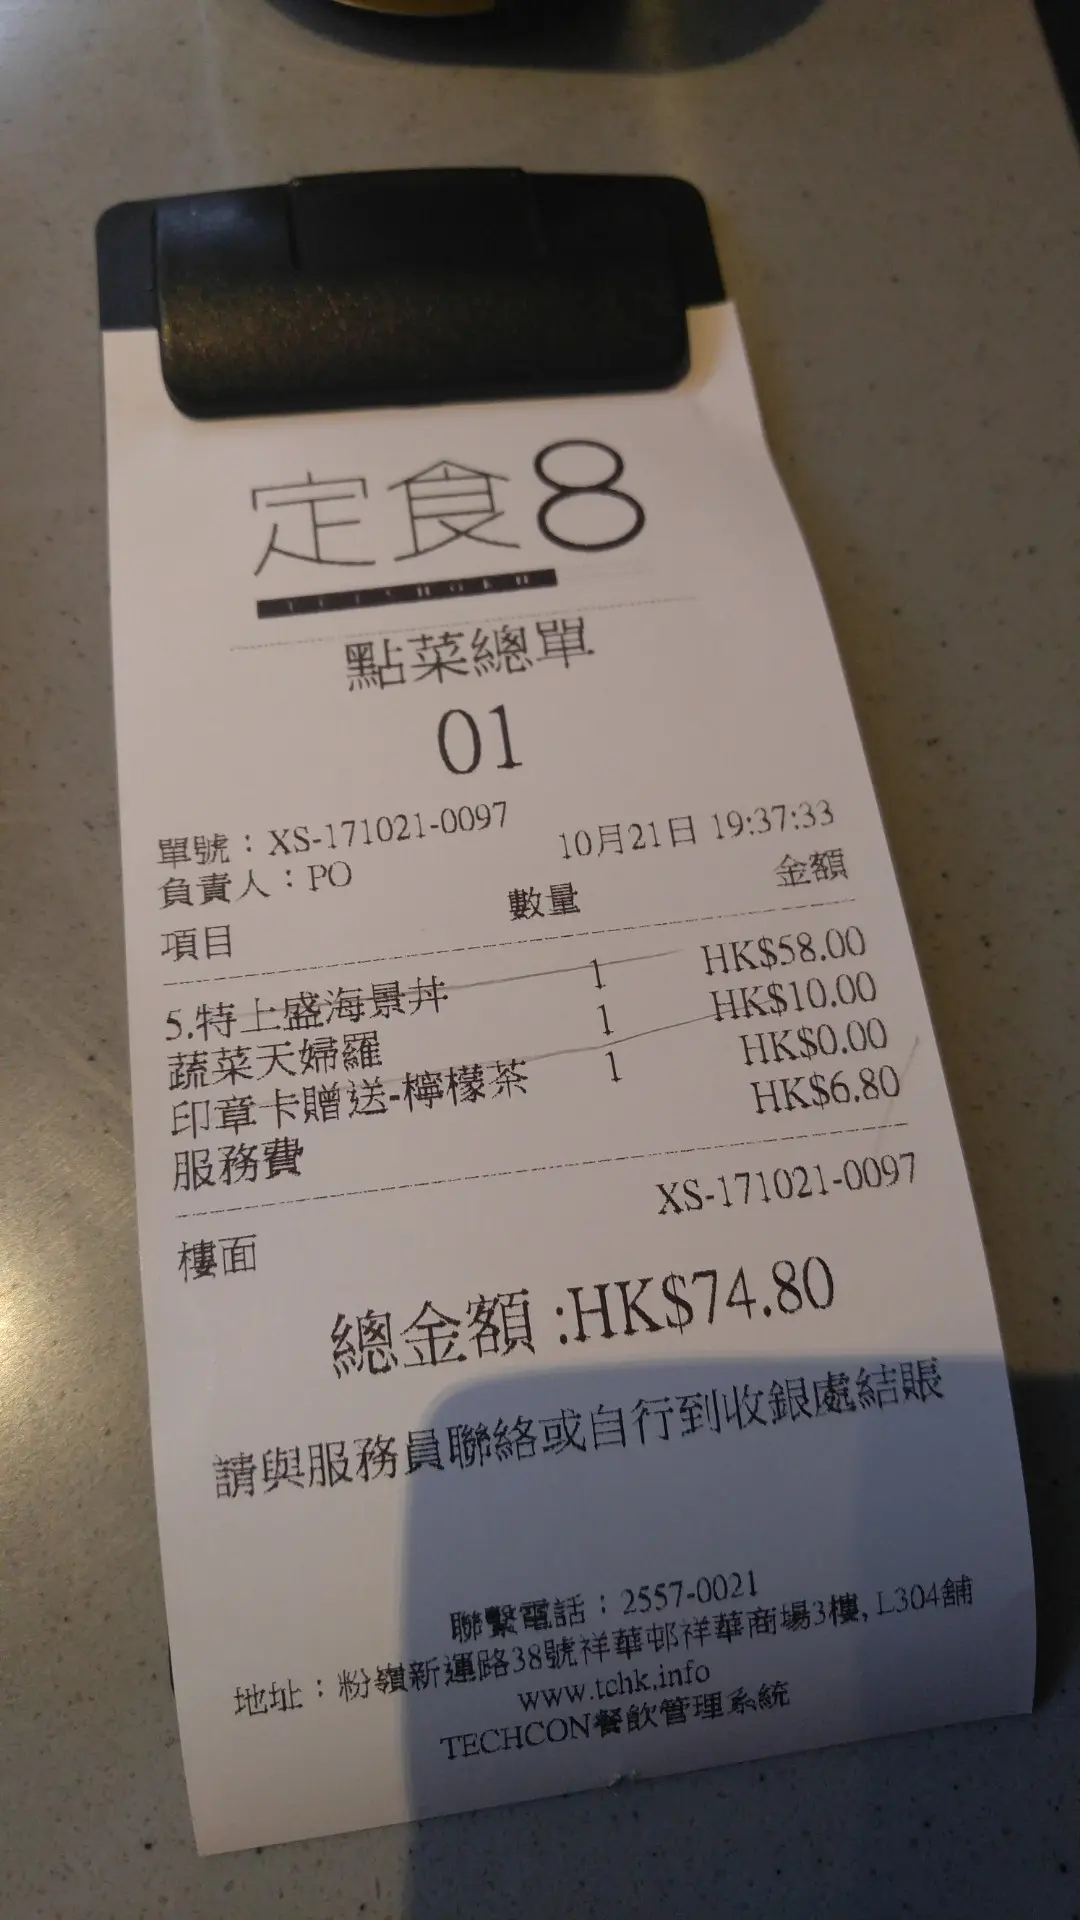 定食8
TEISHOKU
點菜總單
01
單號：XS-171021-0097
負責人：PO 10月21日 19:37:33
項目 數量 金額
5.特上盛海景丼 1 HK$58.00
蔬菜天婦羅 1 HK$10.00
印章卡贈送-檸檬茶 1 HK$0.00
服務費 HK$6.80
樓面 XS-171021-0097
總金額 :HK$74.80
請與服務員聯絡或自行到收銀處結賬
聯繫電話：2557-0021
地址：粉嶺新運路38號祥華邨祥華商場3樓, L304舖
www.tchk.info
TECHCON餐飲管理系統